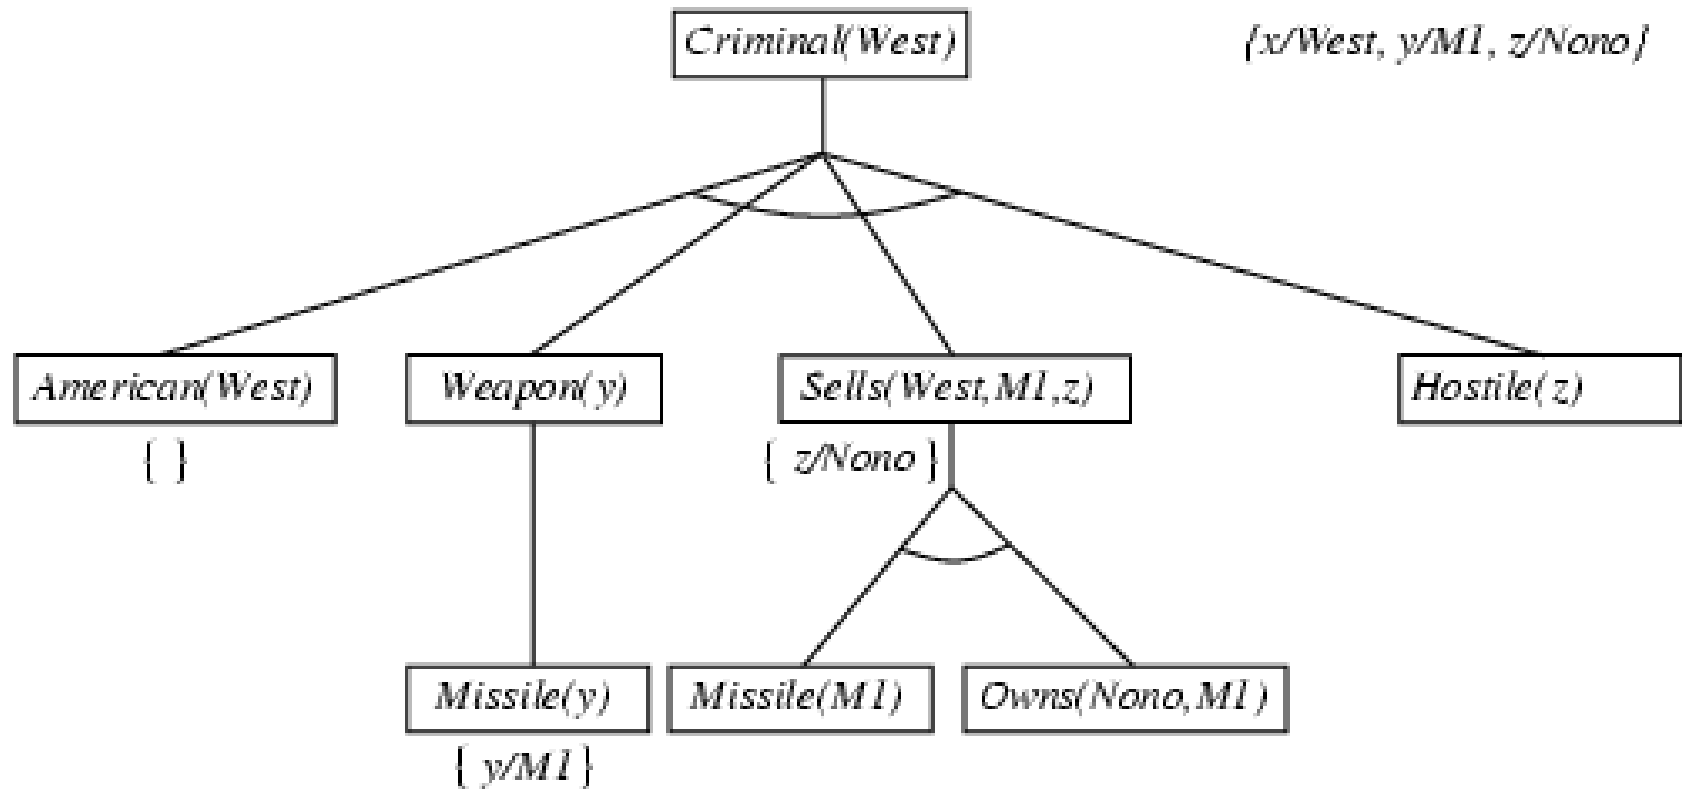 Criminal(West)
{x/West, y/M1, z/Nono}
American(West)
Weapon(y)
Sells(West,M1,z)
Hostile(z)
{ }
{ z/Nono }
Missile(y)
Missile(M1)
Owns(Nono,M1)
{ y/M1 }